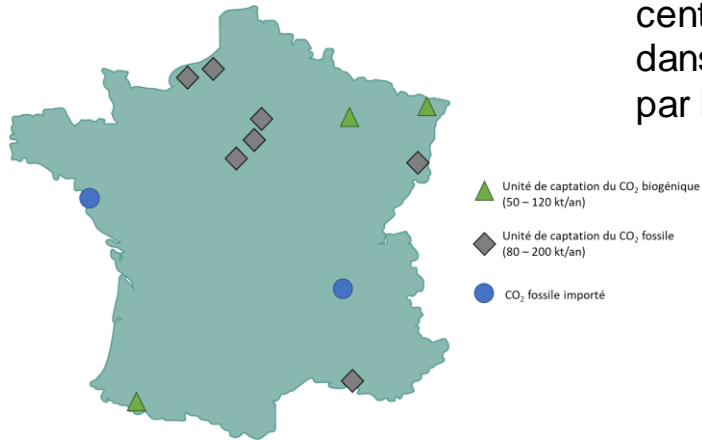 cent
dans
par
Unité de captation du CO₂ biogénique
(50 – 120 kt/an)
Unité de captation du CO₂ fossile
(80 – 200 kt/an)
CO₂ fossile importé